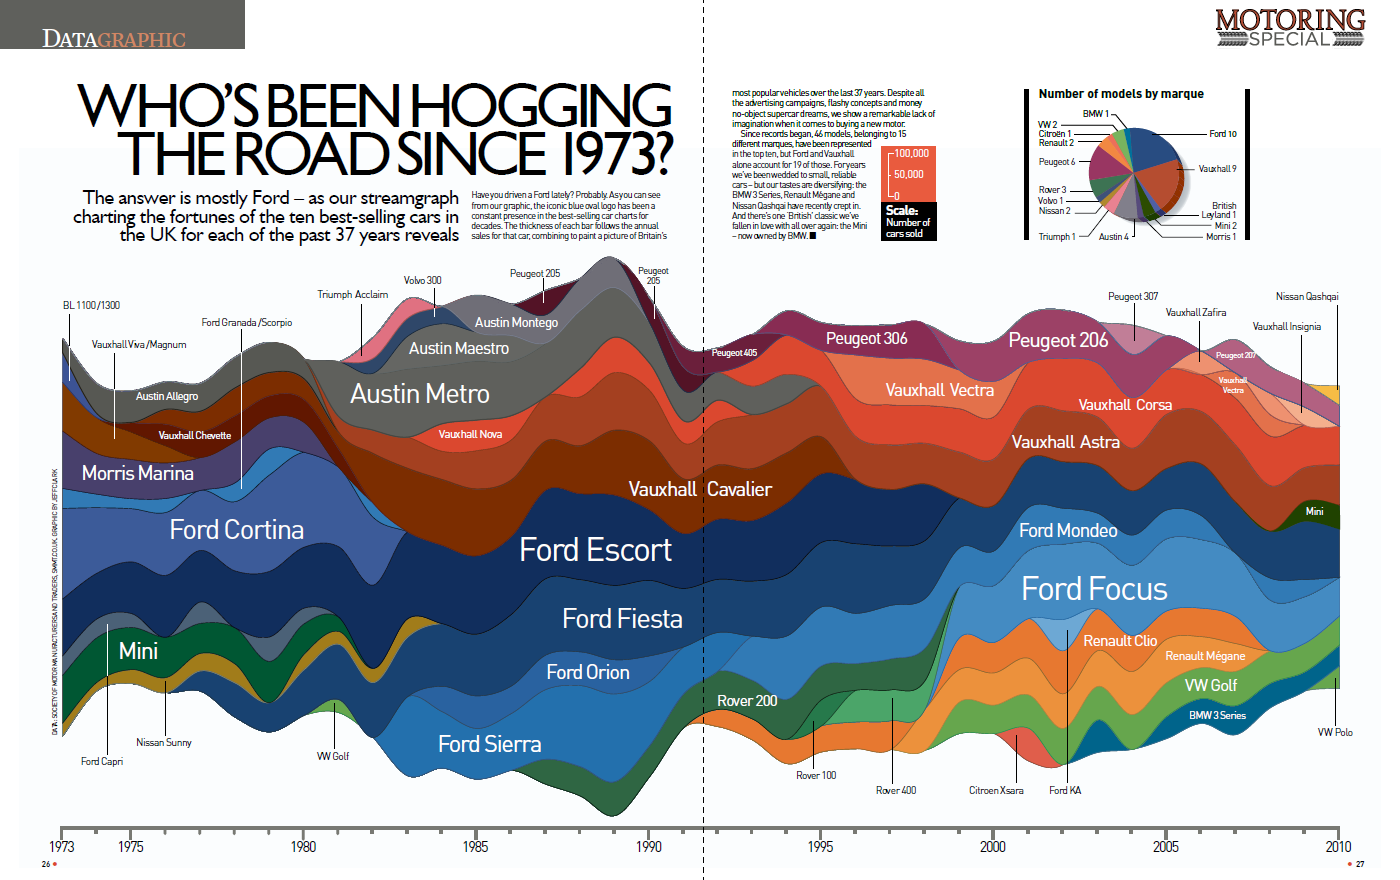 DATAGRAPHIC
MOTORING
SPECIAL
WHO'S BEEN HOGGING
THE ROAD SINCE 1973?
The answer is mostly Ford – as our streamgraph
charting the fortunes of the ten best-selling cars in
the UK for each of the past 37 years reveals
Have you driven a Ford lately? Probably. As you can see
from our graphic, the iconic blue oval logo has been a
constant presence in the best-selling car charts for
decades. The thickness of each bar follows the annual
sales for that car, combining to paint a picture of Britain's
most popular vehicles over the last 37 years. Despite all
the advertising campaigns, flashy concepts and money
no-object supercar dreams, we show a remarkable lack of
imagination when it comes to buying a new motor.
Since records began, 46 models, belonging to 15
different marques, have been represented
in the top ten, but Ford and Vauxhall
alone account for 19 of those. For years
we've been wedded to small, reliable
cars – but our tastes are diversifying: the
BMW 3 Series, Renault Mégane and
Nissan Qashqai have recently crept in.
And there's one 'British' classic we've
fallen in love with all over again: the Mini
– now owned by BMW.
100,000
50,000
0
Scale:
Number of
cars sold
Number of models by marque
BMW 1
VW 2
Citroën 1
Renault 2
Peugeot 6
Rover 3
Volvo 1
Nissan 2
Triumph 1
Austin 4
Ford 10
Vauxhall 9
British
Leyland 1
Mini 2
Morris 1
BL 1100/1300
Vauxhall Viva/Magnum
Ford Granada/Scorpio
Triumph Acclaim
Volvo 300
Peugeot 205
Peugeot
205
Peugeot 307
Vauxhall Zafira
Nissan Qashqai
Vauxhall Insignia
Austin Allegro
Vauxhall Chevette
Morris Marina
Ford Cortina
Mini
Austin Montego
Austin Maestro
Austin Metro
Vauxhall Nova
Peugeot 405
Peugeot 306
Peugeot 206
Peugeot 207
Vauxhall
Vectra
Vauxhall Vectra
Vauxhall Corsa
Vauxhall Astra
Vauxhall Cavalier
Mini
Ford Escort
Ford Mondeo
Ford Focus
Ford Fiesta
Ford Orion
Ford Sierra
Rover 200
Renault Clio
Renault Mégane
VW Golf
BMW 3 Series
Ford Capri
Nissan Sunny
VW Golf
Rover 100
Rover 400
Citroen Xsara
Ford KA
VW Polo
DATA: SOCIETY OF MOTOR MANUFACTURERS AND TRADERS, SMMT.CO.UK. GRAPHIC BY JEFF CLARK
1973
1975
1980
1985
1990
1995
2000
2005
2010
26
27